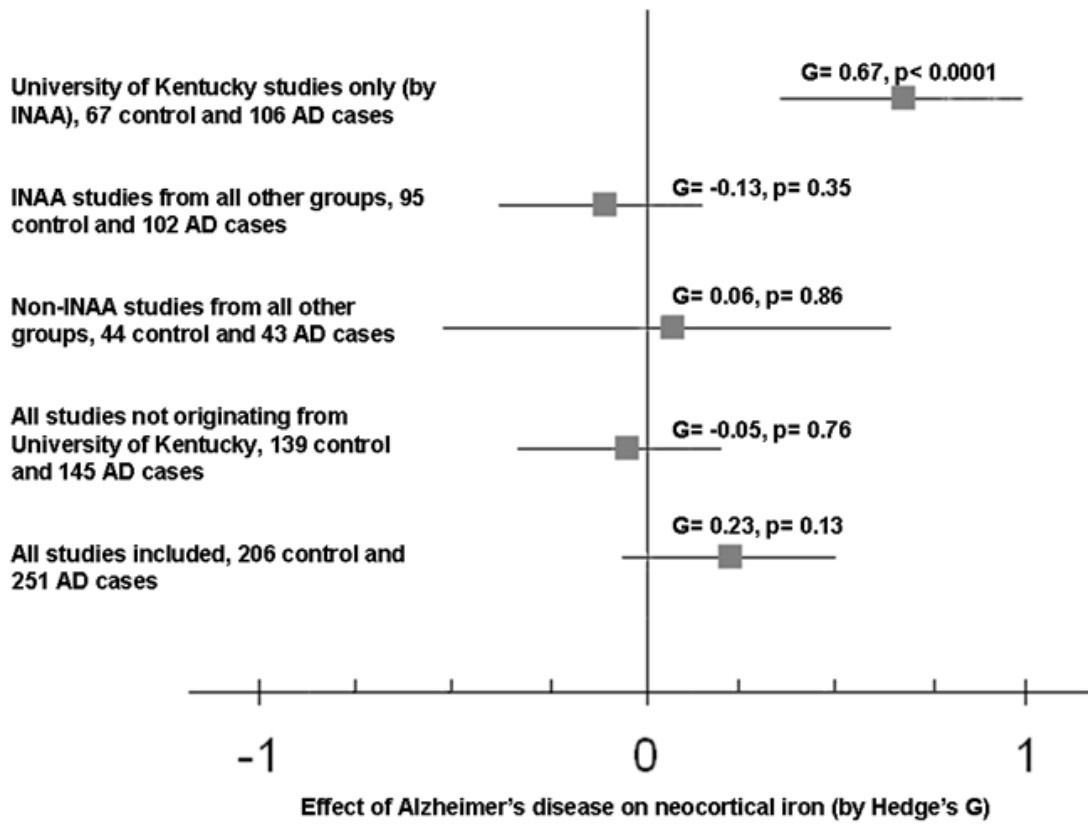 G= 0.67, p< 0.0001
University of Kentucky studies only (by
INAA), 67 control and 106 AD cases
G= -0.13, p= 0.35
INAA studies from all other groups, 95
control and 102 AD cases
G= 0.06, p= 0.86
Non-INAA studies from all other
groups, 44 control and 43 AD cases
All studies not originating from
G= -0.05, p= 0.76
University of Kentucky, 139 control
and 145 AD cases
G= 0.23, p= 0.13
All studies included, 206 control and
251 AD cases
-1 0 1
Effect of Alzheimer's disease on neocortical iron (by Hedge's G)